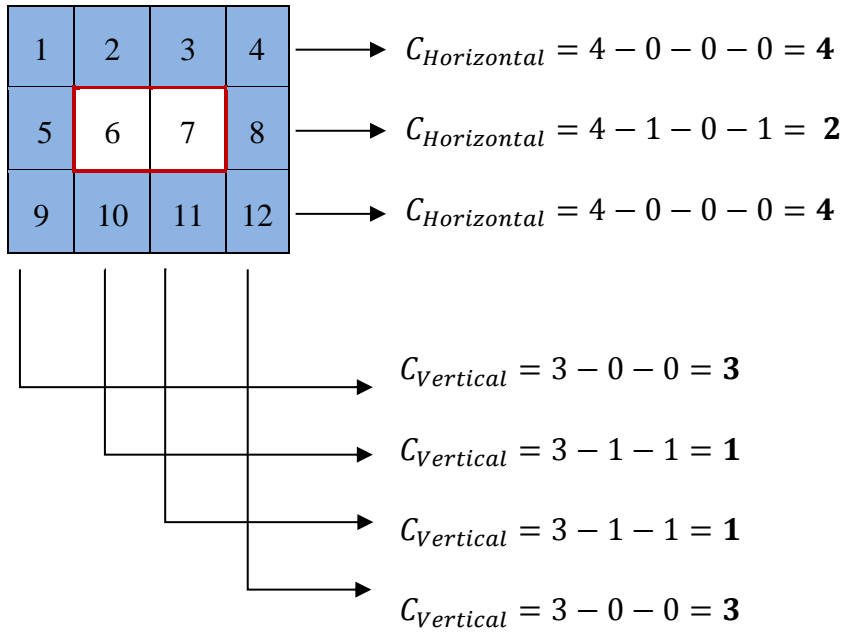 1 2 3 4 C_Horizontal = 4 − 0 − 0 − 0 = 4
5 6 7 8 C_Horizontal = 4 − 1 − 0 − 1 = 2
9 10 11 12 C_Horizontal = 4 − 0 − 0 − 0 = 4
C_Vertical = 3 − 0 − 0 = 3
C_Vertical = 3 − 1 − 1 = 1
C_Vertical = 3 − 1 − 1 = 1
C_Vertical = 3 − 0 − 0 = 3